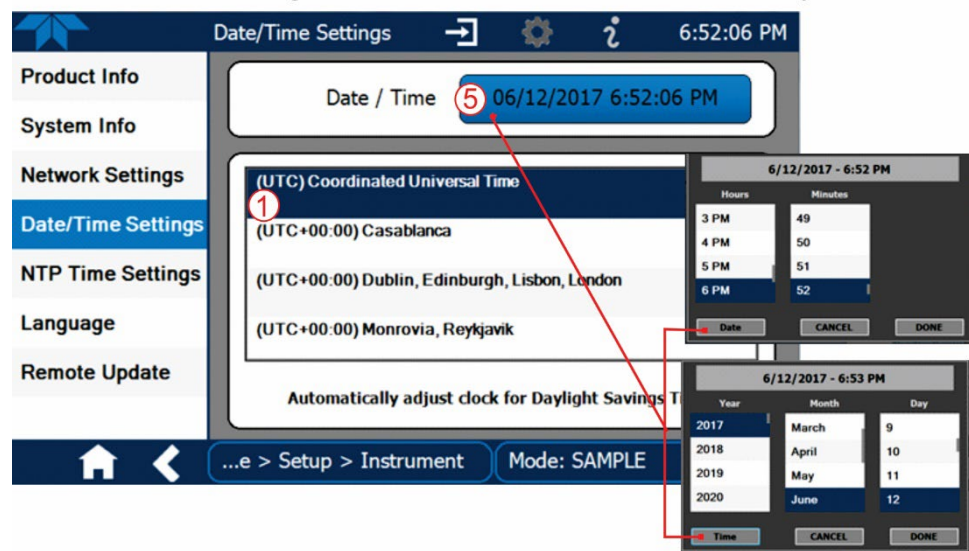 Date/Time Settings
6:52:06 PM
Product Info
System Info
Network Settings
Date/Time Settings
NTP Time Settings
Language
Remote Update
Date / Time
5
06/12/2017 6:52:06 PM
(UTC) Coordinated Universal Time
1
(UTC+00:00) Casablanca
(UTC+00:00) Dublin, Edinburgh, Lisbon, London
(UTC+00:00) Monrovia, Reykjavik
Automatically adjust clock for Daylight Savings Ti
...e > Setup > Instrument
Mode: SAMPLE
6/12/2017 - 6:52 PM
Hours Minutes
3 PM 49
4 PM 50
5 PM 51
6 PM 52
Date CANCEL DONE
6/12/2017 - 6:53 PM
Year Month Day
2017 March 9
2018 April 10
2019 May 11
2020 June 12
Time CANCEL DONE